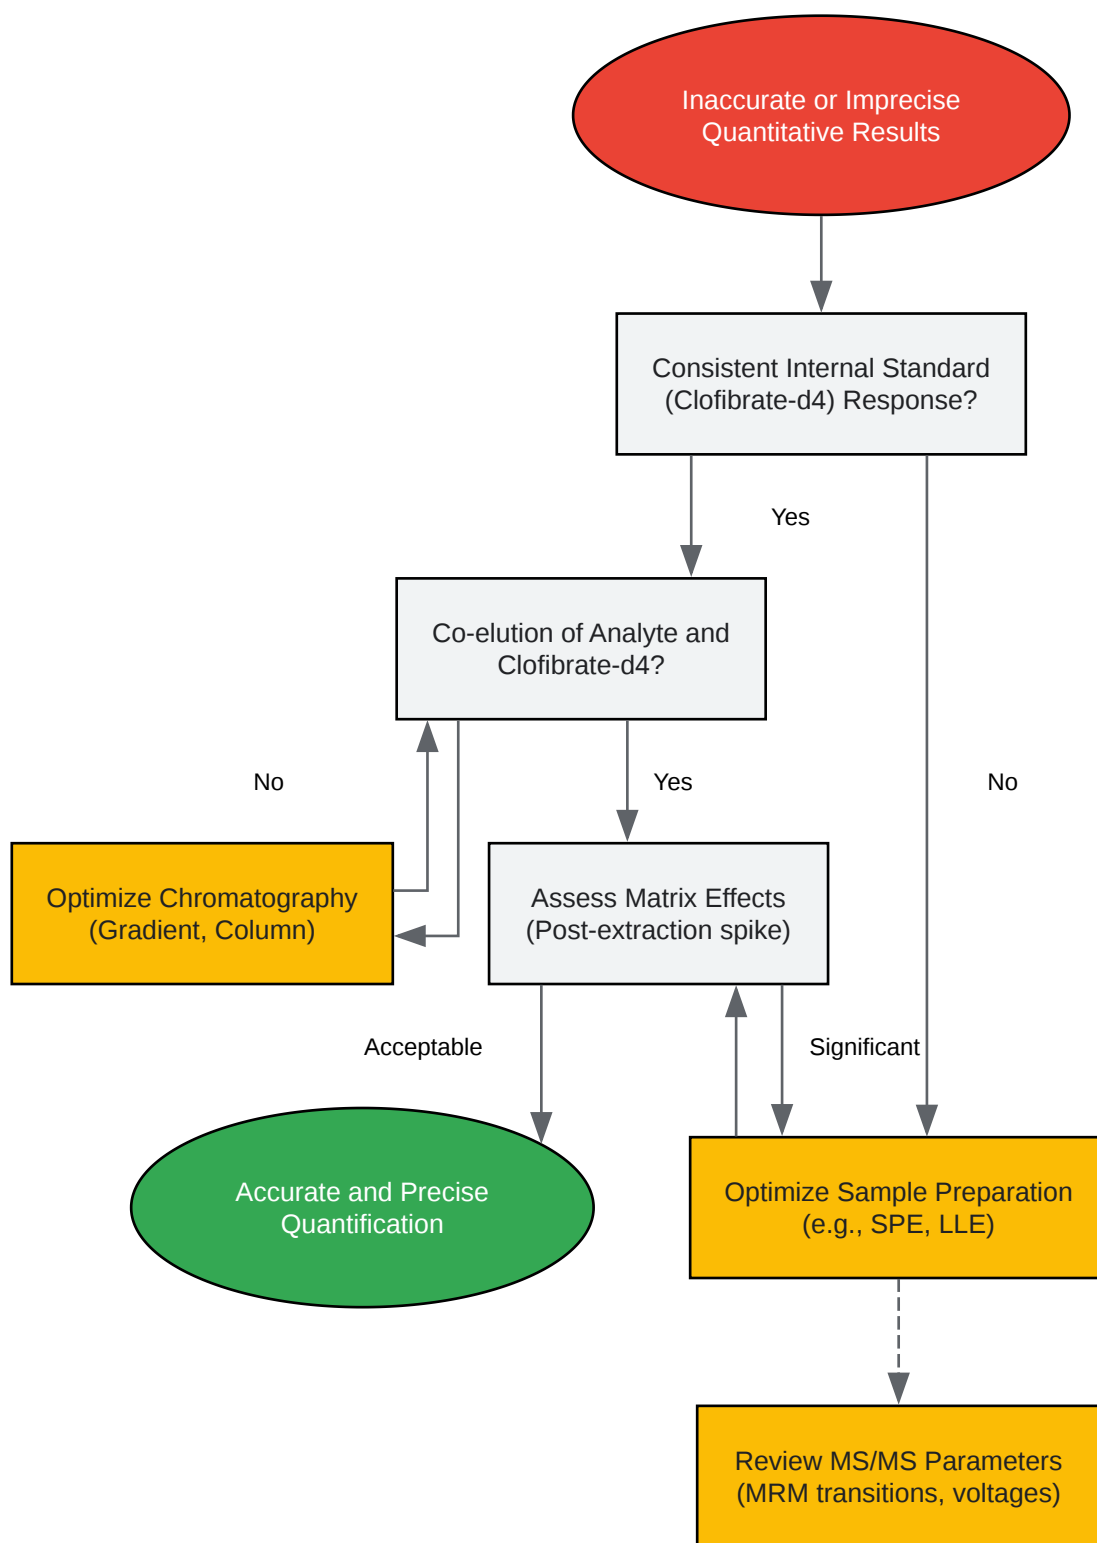 Inaccurate or Imprecise
Quantitative Results
Consistent Internal Standard
(Clofibrate-d4) Response?
Yes
Co-elution of Analyte and
Clofibrate-d4?
No
Yes
No
Optimize Chromatography
(Gradient, Column)
Assess Matrix Effects
(Post-extraction spike)
Acceptable
Significant
Accurate and Precise
Quantification
Optimize Sample Preparation
(e.g., SPE, LLE)
Review MS/MS Parameters
(MRM transitions, voltages)